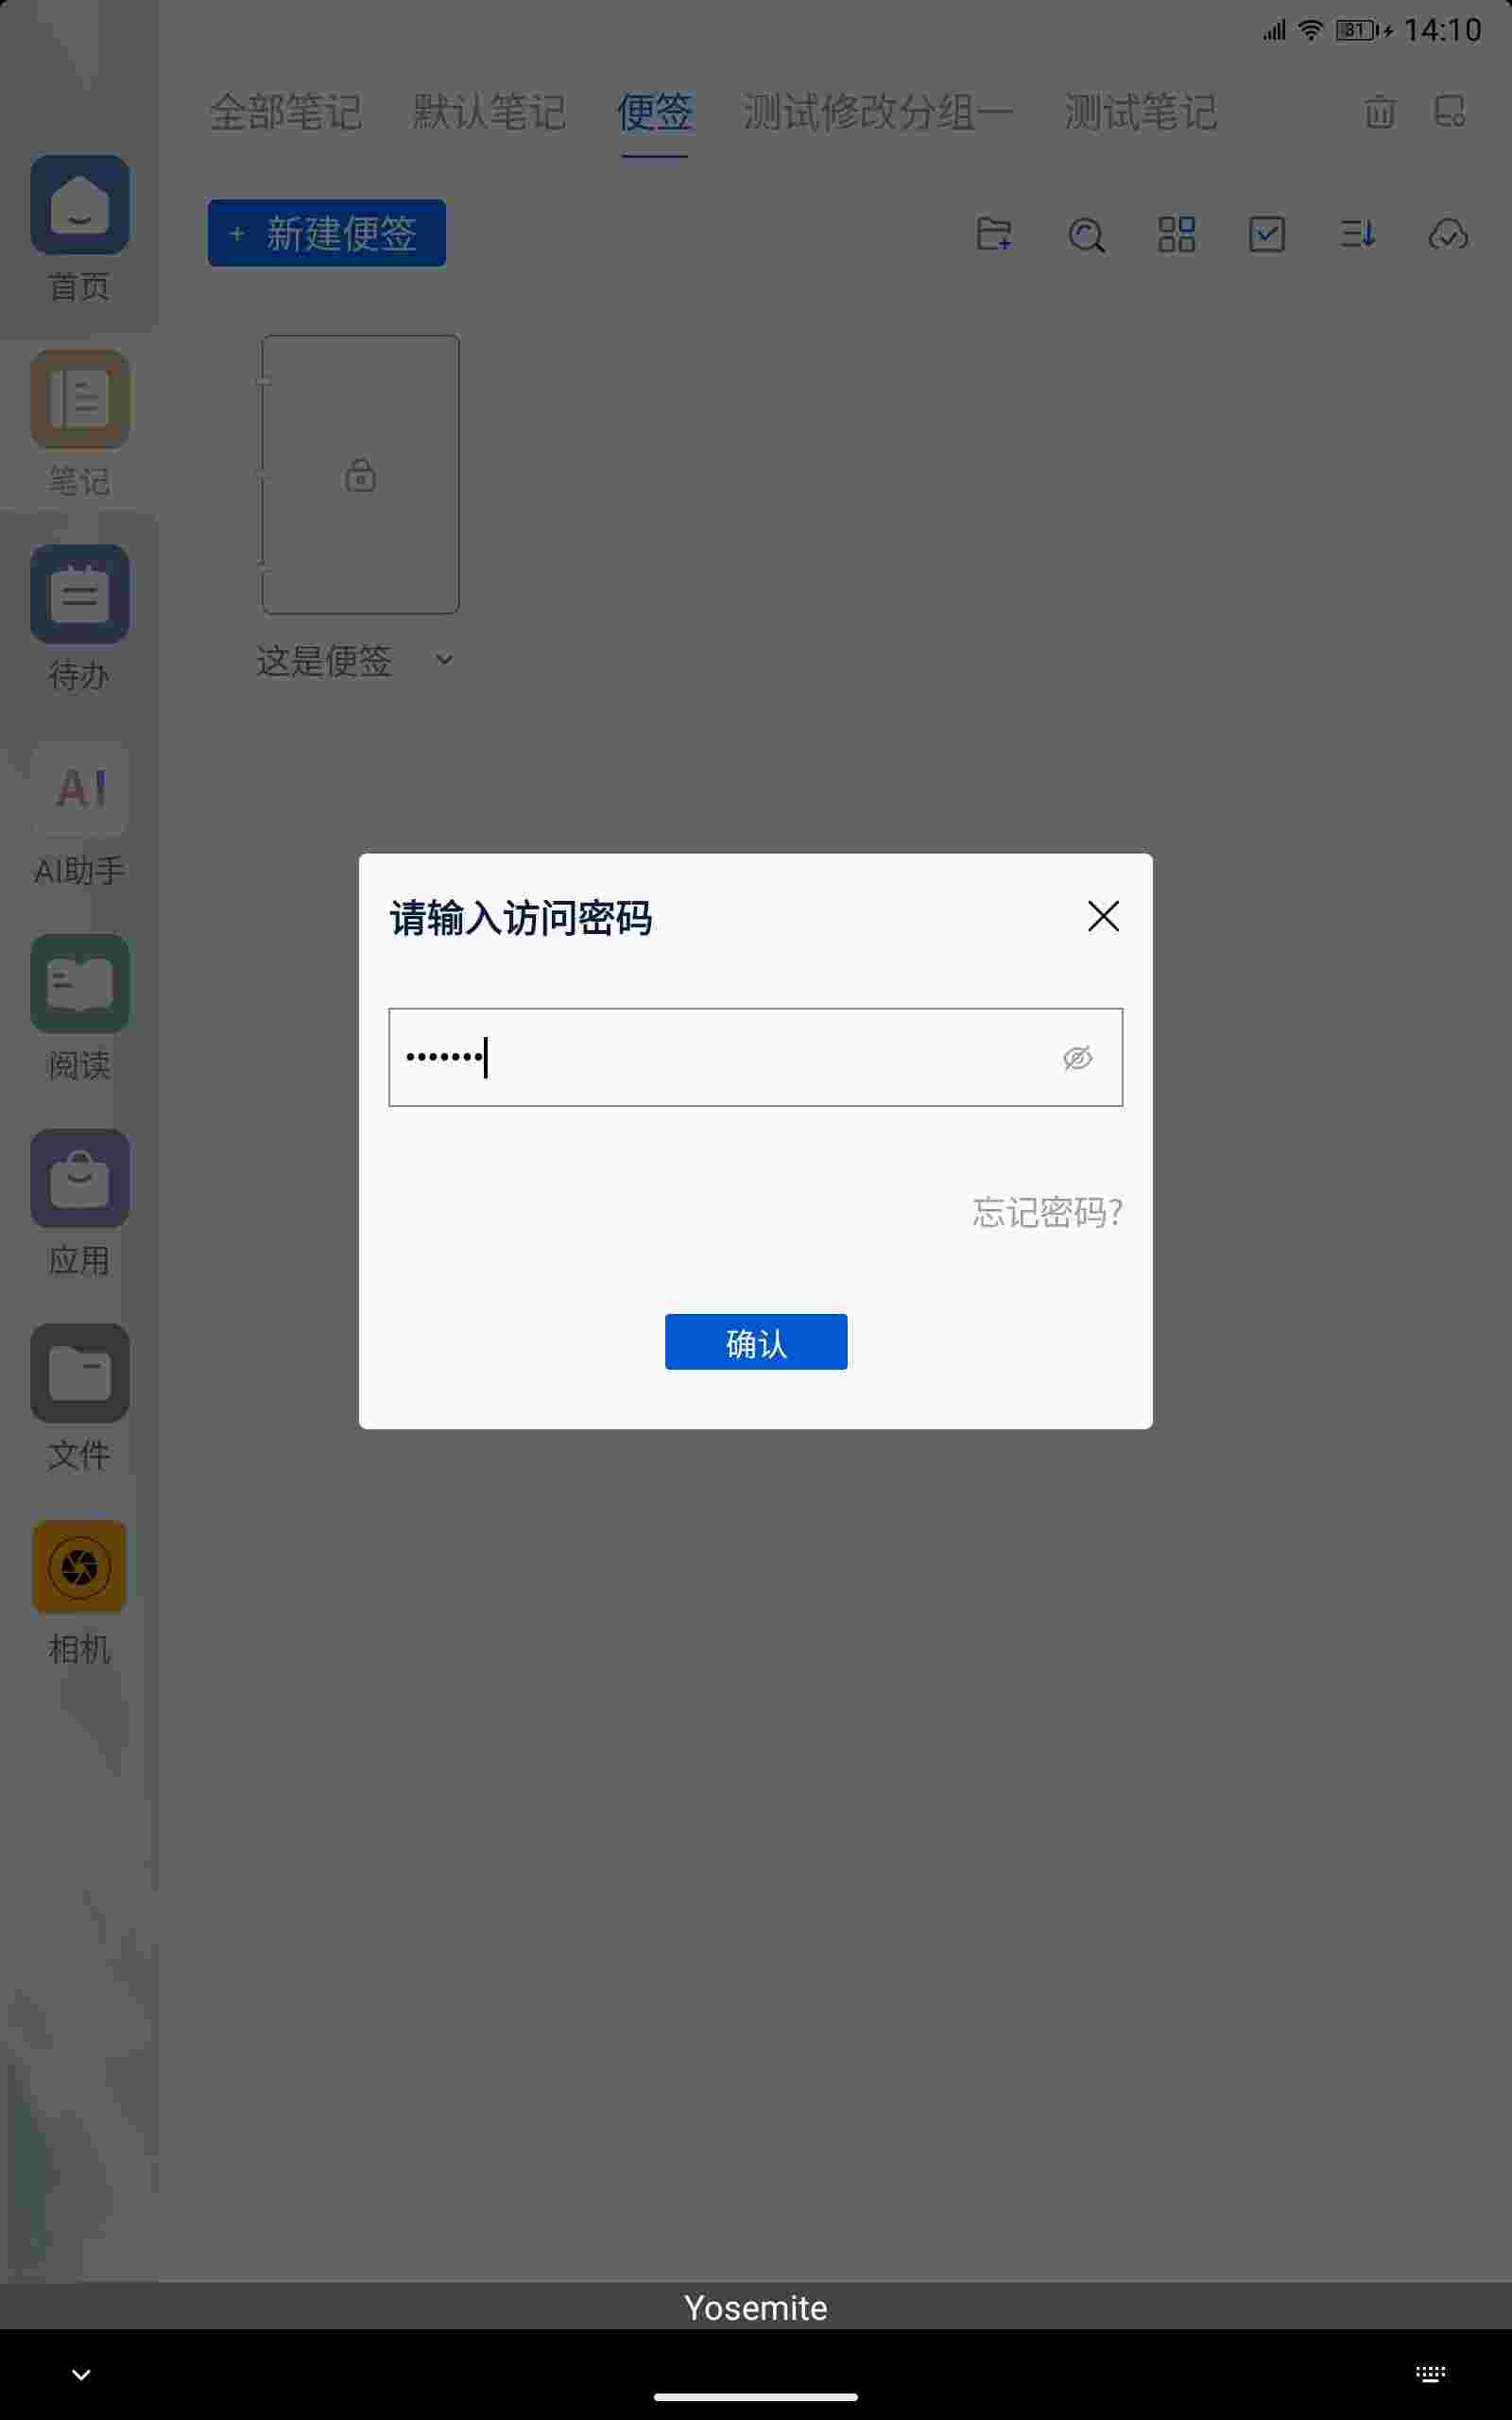 14:10
全部笔记 默认笔记 便签 测试修改分组一 测试笔记
+ 新建便签
首页
笔记
待办
这是便签
AI
AI助手
请输入访问密码
•••••••
阅读
忘记密码?
应用
确认
文件
相机
Yosemite